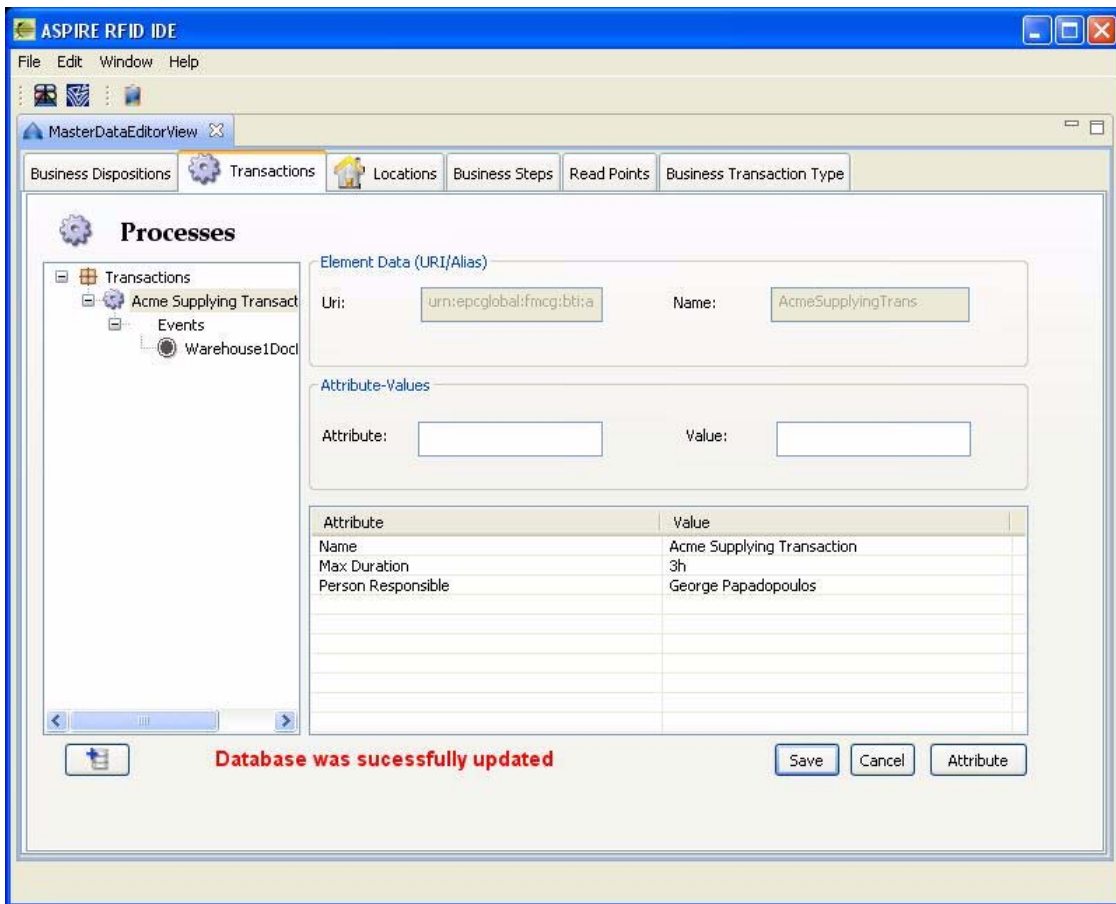 ASPIRE RFID IDE
File Edit Window Help
MasterDataEditorView
Business Dispositions Transactions Locations Business Steps Read Points Business Transaction Type
Processes
Transactions
Acme Supplying Transact
Events
Warehouse1Docl
Element Data (URI/Alias)
Uri: urn:epcglobal:fmcg:bti:a Name: AcmeSupplyingTrans
Attribute-Values
Attribute: Value:
Attribute Value
Name Acme Supplying Transaction
Max Duration 3h
Person Responsible George Papadopoulos
Database was sucessfully updated
Save Cancel Attribute